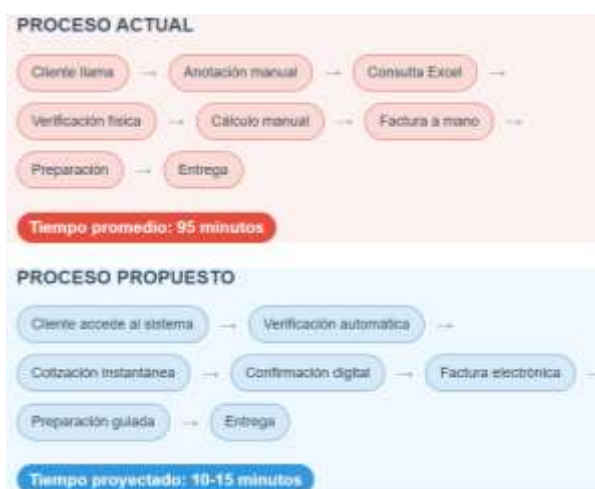 PROCESO ACTUAL
Cliente llama → Anotación manual → Consulta Excel →
Verificación física → Cálculo manual → Factura a mano →
Preparación → Entrega
Tiempo promedio: 95 minutos
PROCESO PROPUESTO
Cliente accede al sistema → Verificación automática →
Cotización instantánea → Confirmación digital → Factura electrónica →
Preparación guiada → Entrega
Tiempo proyectado: 10-15 minutos